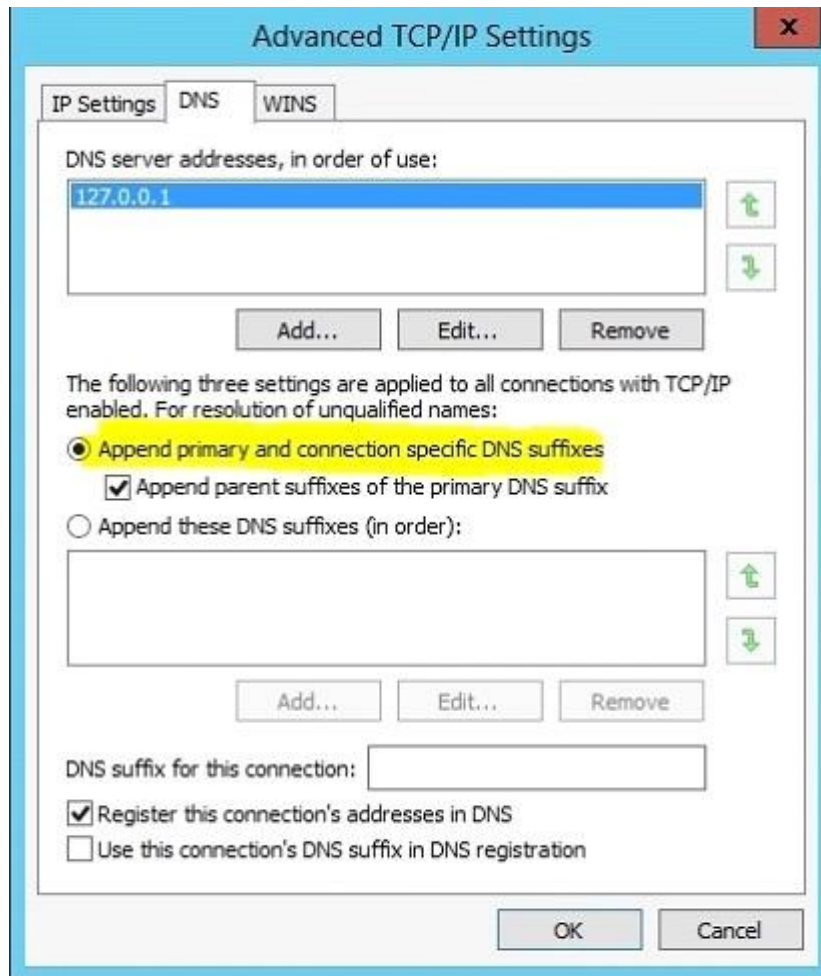 Advanced TCP/IP Settings
x
IP Settings DNS WINS
DNS server addresses, in order of use:
127.0.0.1
Add... Edit... Remove
The following three settings are applied to all connections with TCP/IP
enabled. For resolution of unqualified names:
Append primary and connection specific DNS suffixes
Append parent suffixes of the primary DNS suffix
Append these DNS suffixes (in order):
Add... Edit... Remove
DNS suffix for this connection:
Register this connection's addresses in DNS
Use this connection's DNS suffix in DNS registration
OK Cancel